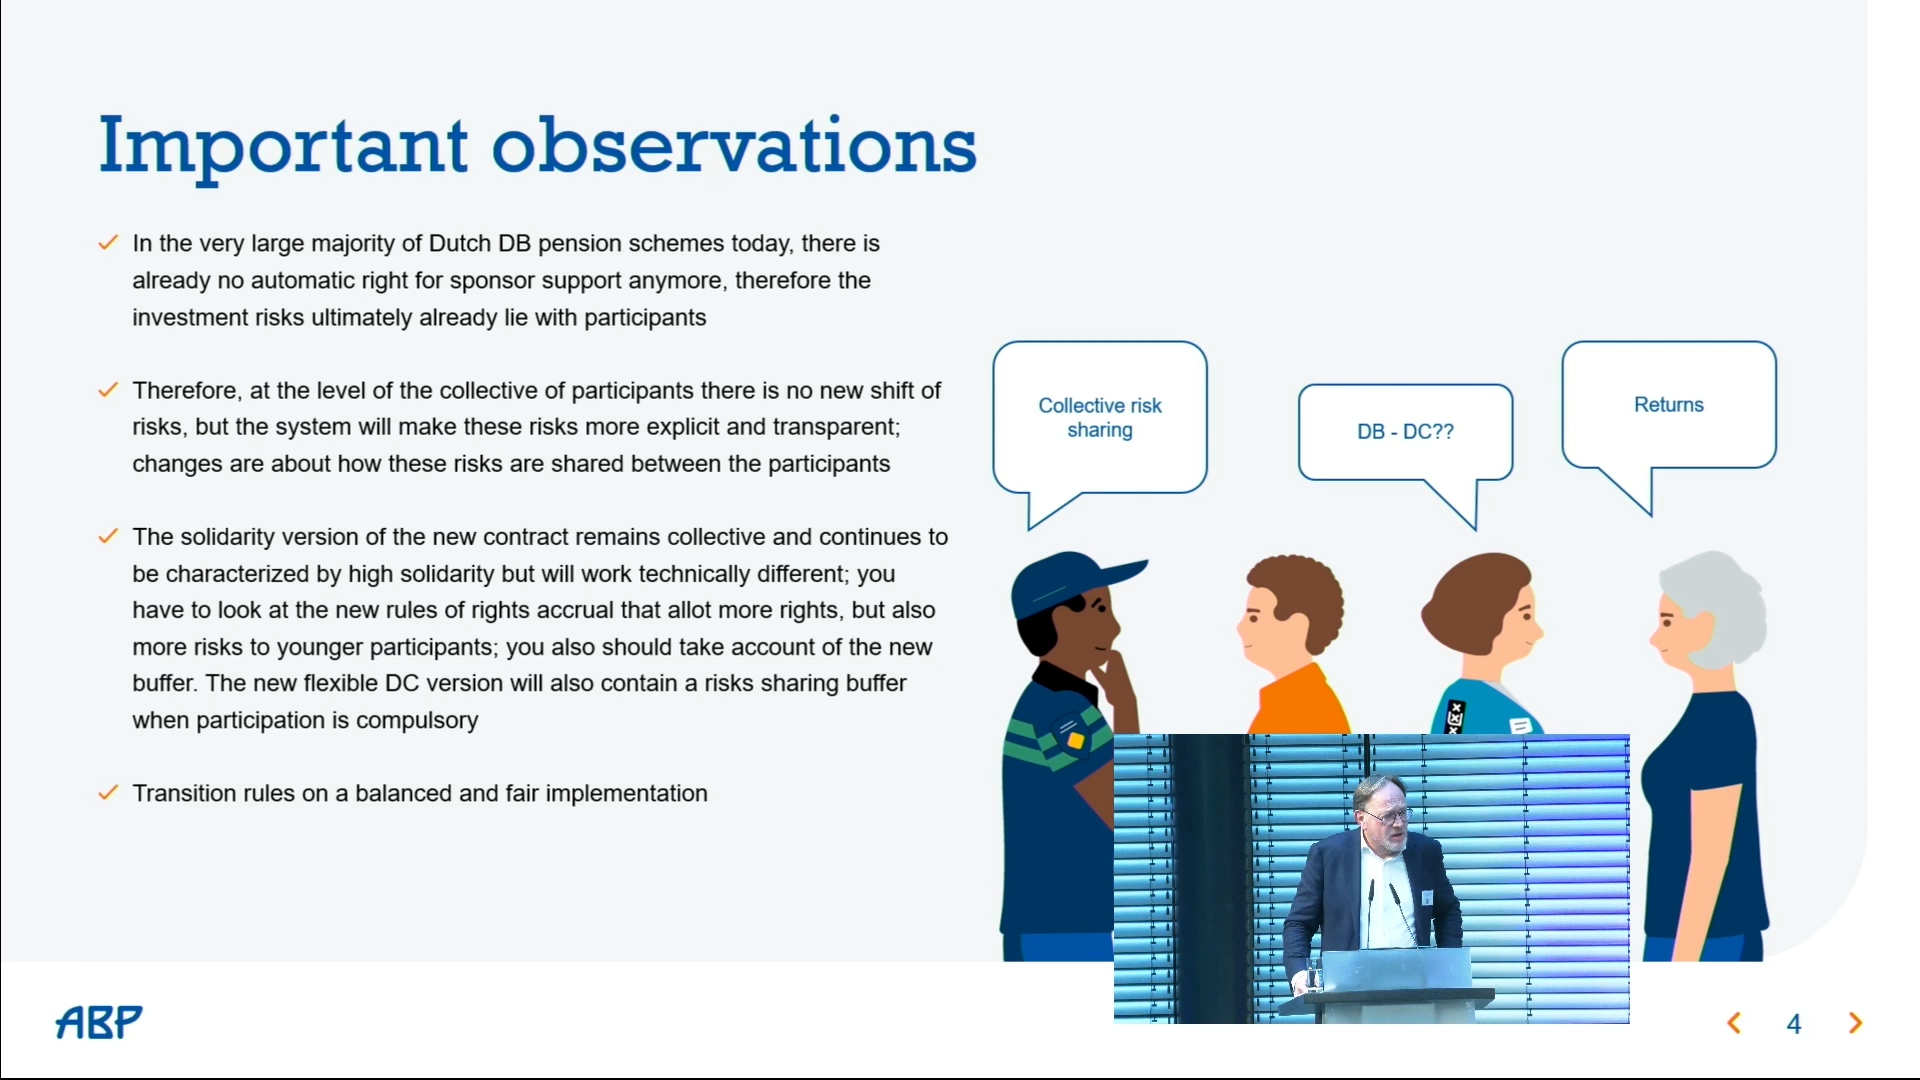 Important observations
In the very large majority of Dutch DB pension schemes today, there is
already no automatic right for sponsor support anymore, therefore the
investment risks ultimately already lie with participants
Therefore, at the level of the collective of participants there is no new shift of
risks, but the system will make these risks more explicit and transparent;
changes are about how these risks are shared between the participants
The solidarity version of the new contract remains collective and continues to
be characterized by high solidarity but will work technically different; you
have to look at the new rules of rights accrual that allot more rights, but also
more risks to younger participants; you also should take account of the new
buffer. The new flexible DC version will also contain a risks sharing buffer
when participation is compulsory
Transition rules on a balanced and fair implementation
Collective risk
sharing
DB - DC??
Returns
ABP
4